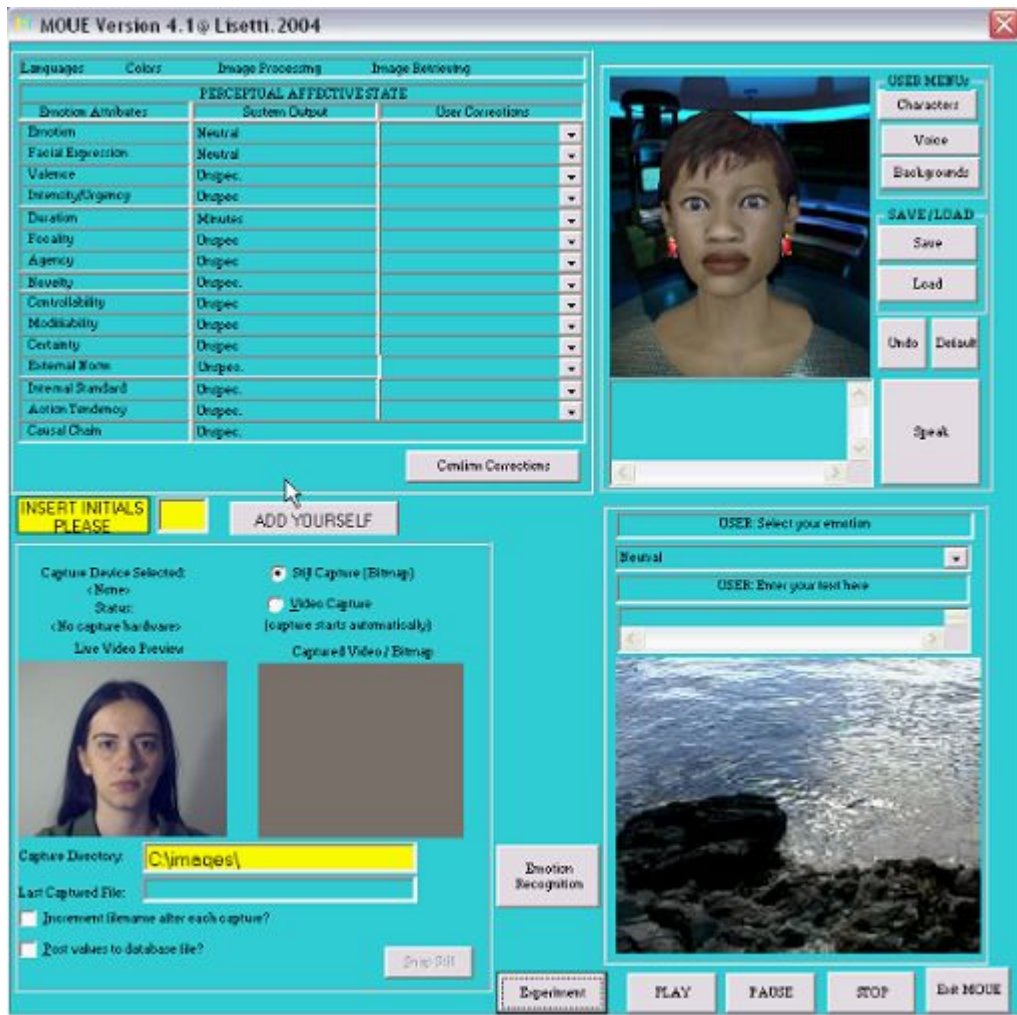 MOUE Version 4.1@ Lisetti.2004
Languages Colors Image Processing Image Retrieving
PERCEPTUAL AFFECTIVE STATE
Emotion Attributes System Output User Corrections
Emotion Neutral
Facial Expression Neutral
Valence Unspec.
Intensity/Urgency Unspec
Duration Minutes
Focality Unspec
Agency Unspec
Novelty Unspec
Controllability Unspec
Modifiability Unspec
Certainty Unspec
External Norm Unspec.
Internal Standard Unspec.
Action Tendency Unspec.
Causal Chain Unspec.
Confirm Corrections
USER MENUs
Characters
Voice
Backgrounds
SAVE/LOAD
Save
Load
Undo Default
Speak
INSERT INITIALS
PLEASE
ADD YOURSELF
Capture Device Selected:
<None>
Status:
<No capture hardware>
Live Video Preview
Still Capture (Bitmap)
Video Capture
(capture starts automatically)
Captured Video / Bitmap
Capture Directory: C:\images\
Last Captured File:
Increment filename after each capture?
Post values to database file?
Snap Still
USER: Select your emotion
Neutral
USER: Enter your text here
Emotion
Recognition
Experiment PLAY PAUSE STOP Exit MOUE